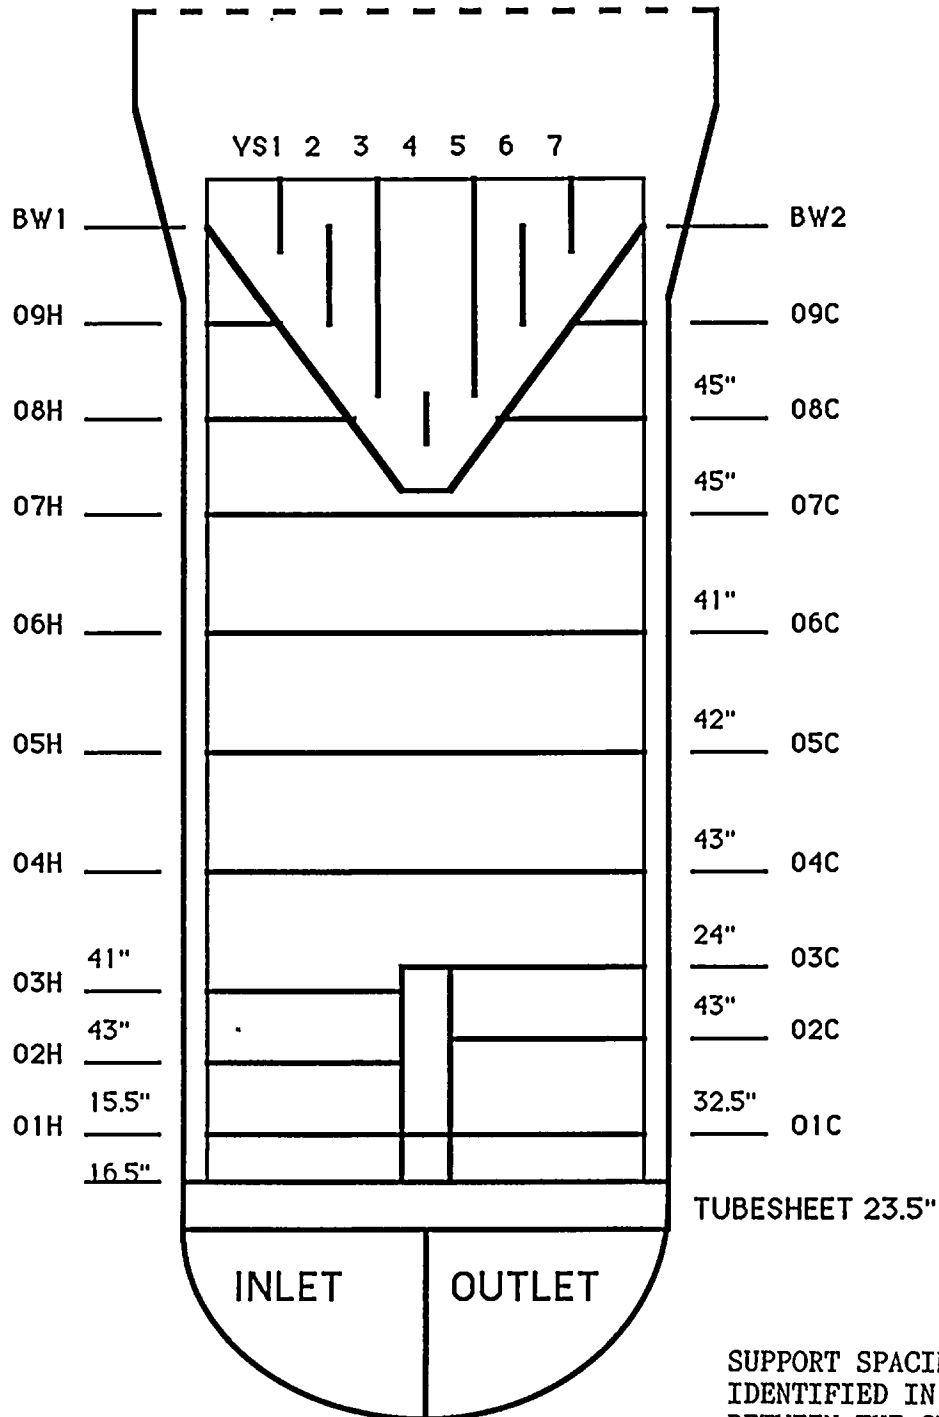 YS1 2 3 4 5 6 7
BW1 BW2
09H 09C
45"
08H 08C
45"
07H 07C
41"
06H 06C
42"
05H 05C
43"
04H 04C
24"
41" 03C
03H 43"
43" 02C
02H
15.5" 32.5"
01H 01C
16.5"
TUBESHEET 23.5"
INLET OUTLET
SUPPORT
IDENTIFIED IN